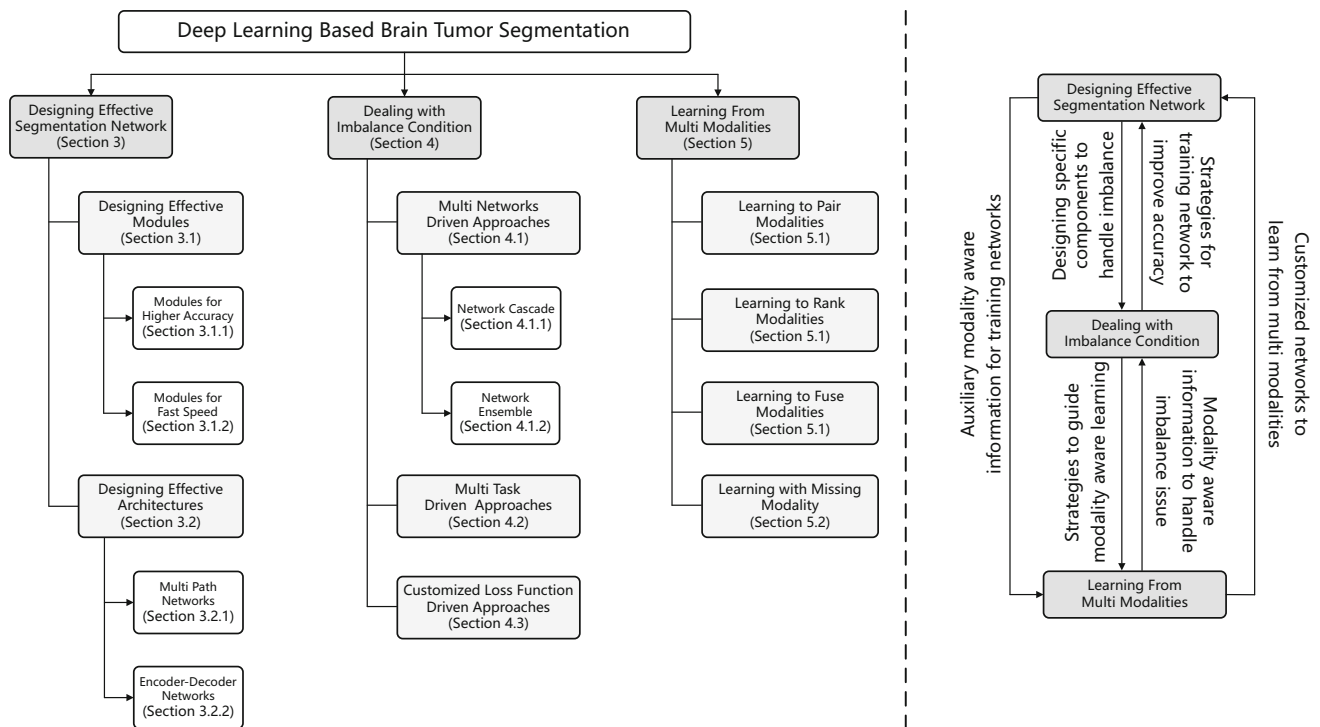 Deep Learning Based Brain Tumor Segmentation
Designing Effective
Segmentation Network
(Section 3)
Designing Effective
Modules
(Section 3.1)
Modules for
Higher Accuracy
(Section 3.1.1)
Modules for
Fast Speed
(Section 3.1.2)
Designing Effective
Architectures
(Section 3.2)
Multi Path
Networks
(Section 3.2.1)
Encoder-Decoder
Networks
(Section 3.2.2)
Dealing with
Imbalance Condition
(Section 4)
Multi Networks
Driven Approaches
(Section 4.1)
Network Cascade
(Section 4.1.1)
Network
Ensemble
(Section 4.1.2)
Multi Task
Driven Approaches
(Section 4.2)
Customized Loss Function
Driven Approaches
(Section 4.3)
Learning From
Multi Modalities
(Section 5)
Learning to Pair
Modalities
(Section 5.1)
Learning to Rank
Modalities
(Section 5.1)
Learning to Fuse
Modalities
(Section 5.1)
Learning with Missing
Modality
(Section 5.2)
Designing Effective
Segmentation Network
Auxiliary modality aware
information for training networks
Designing specific
components to
handle imbalance
Strategies for
training network to
improve accuracy
Customized networks to
learn from multi modalities
Dealing with
Imbalance Condition
Strategies to guide
modality aware learning
Modality aware
information to handle
imbalance issue
Learning From
Multi Modalities